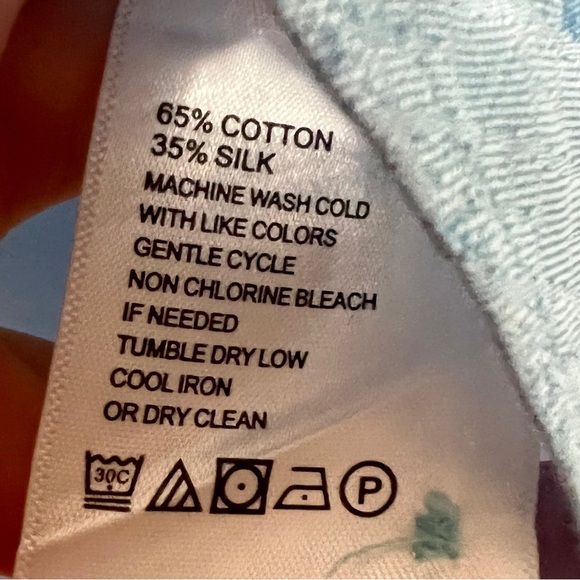 65% COTTON
35% SILK
MACHINE WASH COLD
WITH LIKE COLORS
GENTLE CYCLE
NON CHLORINE BLEACH
IF NEEDED
TUMBLE DRY LOW
COOL IRON
OR DRY CLEAN
30C P